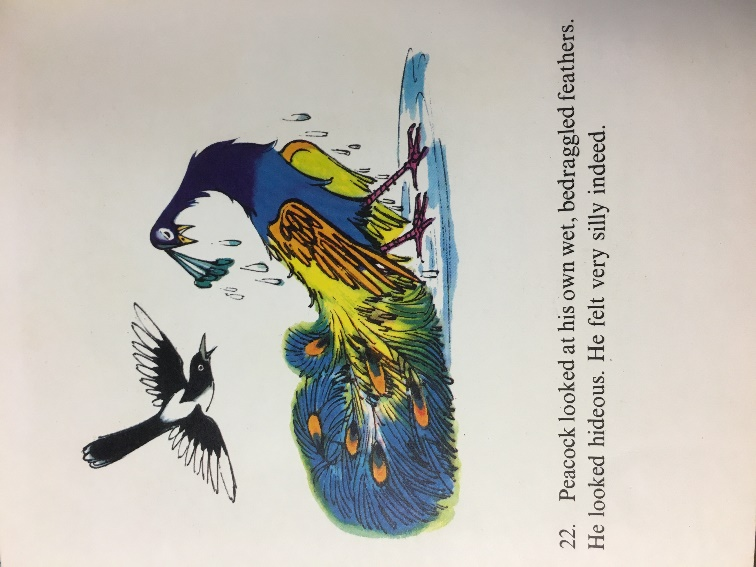 22. Peacock looked at his own wet, bedraggled feathers.
He looked hideous. He felt very silly indeed.